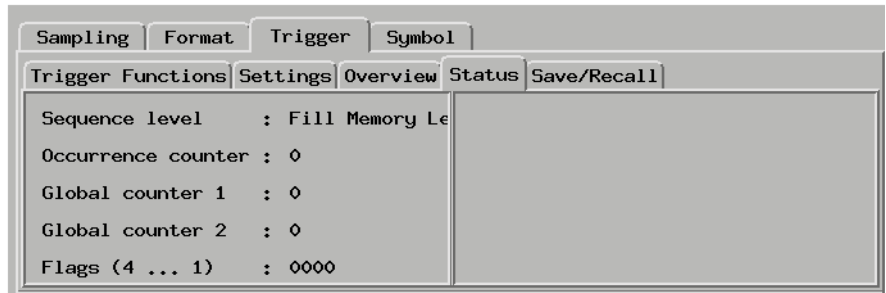 Sampling Format Trigger Symbol
Trigger Functions Settings Overview Status Save/Recall
Sequence level : Fill Memory Le
Occurrence counter : 0
Global counter 1 : 0
Global counter 2 : 0
Flags (4 ... 1) : 0000